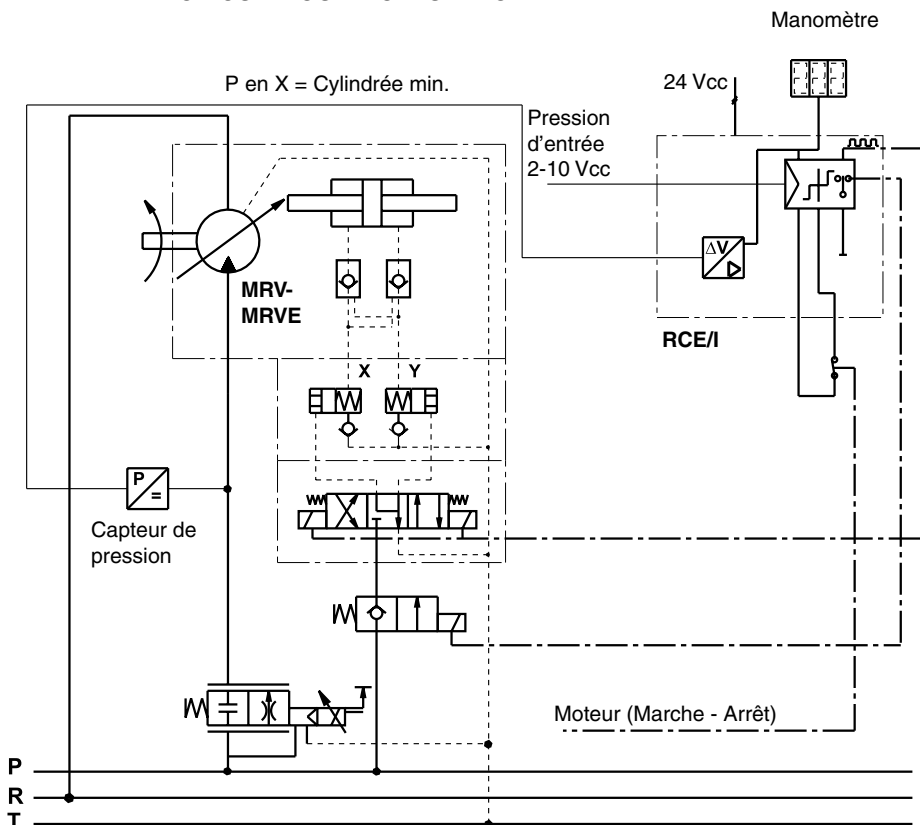 Manomètre
P en X = Cylindrée min.
24 Vcc
Pression
d'entrée
2-10 Vcc
ΔV
MRV-
MRVE
RCE/I
X
Y
P
=
Capteur de
pression
Moteur (Marche - Arrêt)
P
R
T